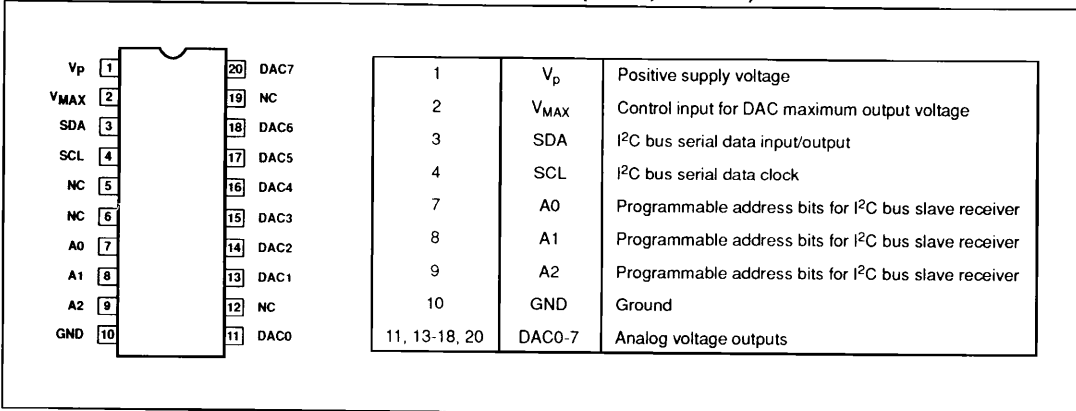 Vp 1 20 DAC7
VMAX 2 19 NC
SDA 3 18 DAC6
SCL 4 17 DAC5
NC 5 16 DAC4
NC 6 15 DAC3
A0 7 14 DAC2
A1 8 13 DAC1
A2 9 12 NC
GND 10 11 DAC0
1 Vp Positive supply voltage
2 VMAX Control input for DAC maximum output voltage
3 SDA I2C bus serial data input/output
4 SCL I2C bus serial data clock
7 A0 Programmable address bits for I2C bus slave receiver
8 A1 Programmable address bits for I2C bus slave receiver
9 A2 Programmable address bits for I2C bus slave receiver
10 GND Ground
11, 13-18, 20 DAC0-7 Analog voltage outputs